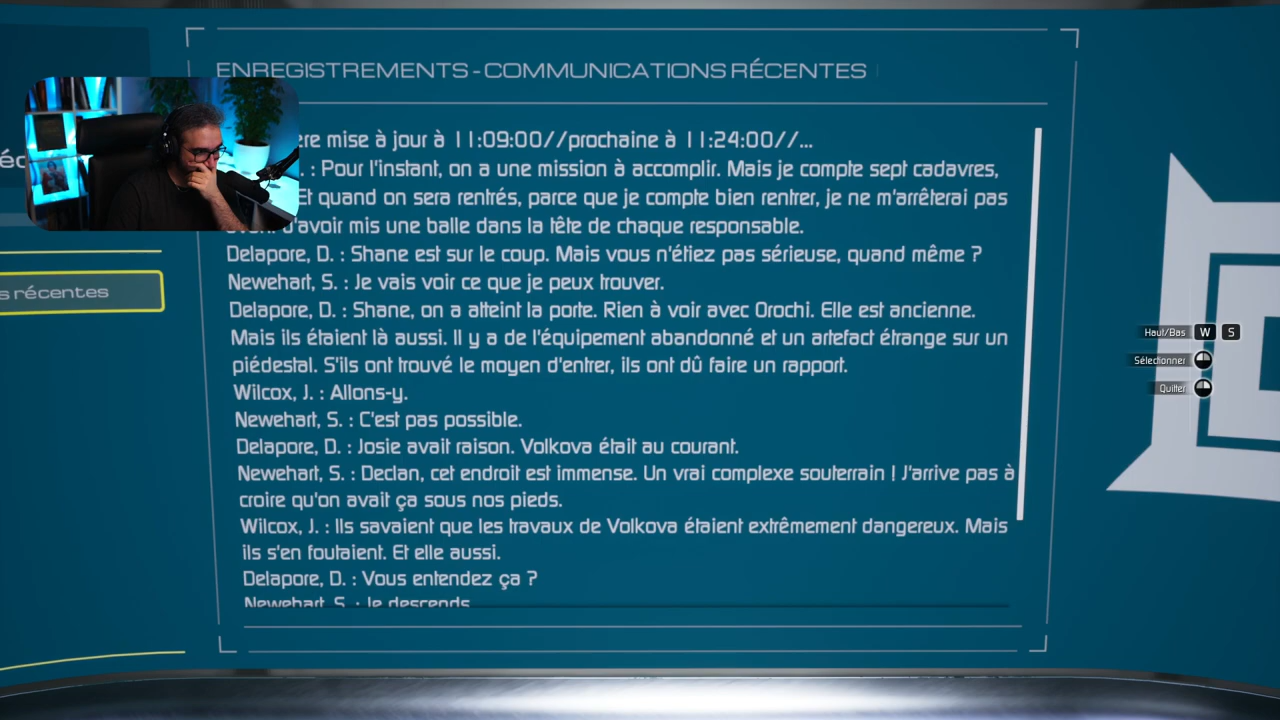 ENREGISTREMENTS - COMMUNICATIONS RÉCENTES
mise à jour à 11:09:00//prochaine à 11:24:00//...
: Pour l'instant, on a une mission à accomplir. Mais je compte sept cadavres,
Et quand on sera rentrés, parce que je compte bien rentrer, je ne m'arrêterai pas
d'avoir mis une balle dans la tête de chaque responsable.
Delapore, D. : Shane est sur le coup. Mais vous n'étiez pas sérieuse, quand même ?
Newehart, S. : Je vais voir ce que je peux trouver.
s récentes
Delapore, D. : Shane, on a atteint la porte. Rien à voir avec Orochi. Elle est ancienne.
Mais ils étaient là aussi. Il y a de l'équipement abandonné et un artefact étrange sur un
piédestal. S'ils ont trouvé le moyen d'entrer, ils ont dû faire un rapport.
Wilcox, J. : Allons-y.
Newehart, S. : C'est pas possible.
Delapore, D. : Josie avait raison. Volkova était au courant.
Newehart, S. : Declan, cet endroit est immense. Un vrai complexe souterrain ! J'arrive pas à
croire qu'on avait ça sous nos pieds.
Wilcox, J. : Ils savaient que les travaux de Volkova étaient extrêmement dangereux. Mais
ils s'en foutaient. Et elle aussi.
Delapore, D. : Vous entendez ça ?
Newehart, S. : Je descends
Haut/Bas W S
Sélectionner
Quitter